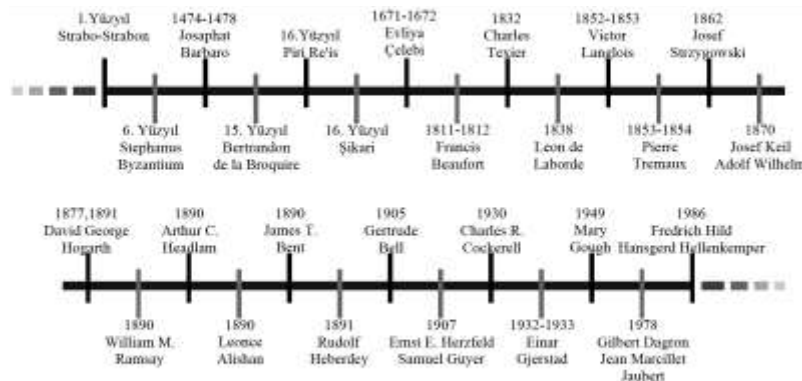 1.Yüzyıl
Strabo-Strabon
1474-1478
Josaphat
Barbaro
16.Yüzyıl
Piri Re'is
1671-1672
Evliya
Çelebi
1832
Charles
Texier
1852-1853
Victor
Langlois
1862
Josef
Strzygowski
6. Yüzyıl
Stephanus
Byzantium
15. Yüzyıl
Bertrandon
de la Broquire
16. Yüzyıl
Şikari
1811-1812
Francis
Beaufort
1838
Leon de
Laborde
1853-1854
Pierre
Tremaux
1870
Josef Keil
Adolf Wilhelm
1877,1891
David George
Hogarth
1890
Arthur C.
Headlam
1890
James T.
Bent
1905
Gertrude
Bell
1930
Charles R.
Cockerell
1949
Mary
Gough
1986
Fredrich Hild
Hansgerd Hellenkemper
1890
William M.
Ramsay
1890
Leonce
Alishan
1891
Rudolf
Heberdey
1907
Ernst E. Herzfeld
Samuel Guyer
1932-1933
Einar
Gjerstad
1978
Gilbert Dagron
Jean Marcillet
Jaubert